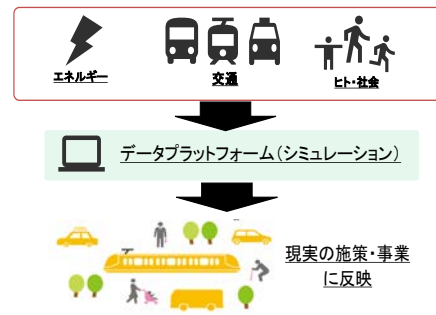 エネルギー
交通
ヒト・社会
データプラットフォーム（シミュレーション）
現実の施策・事業
に反映